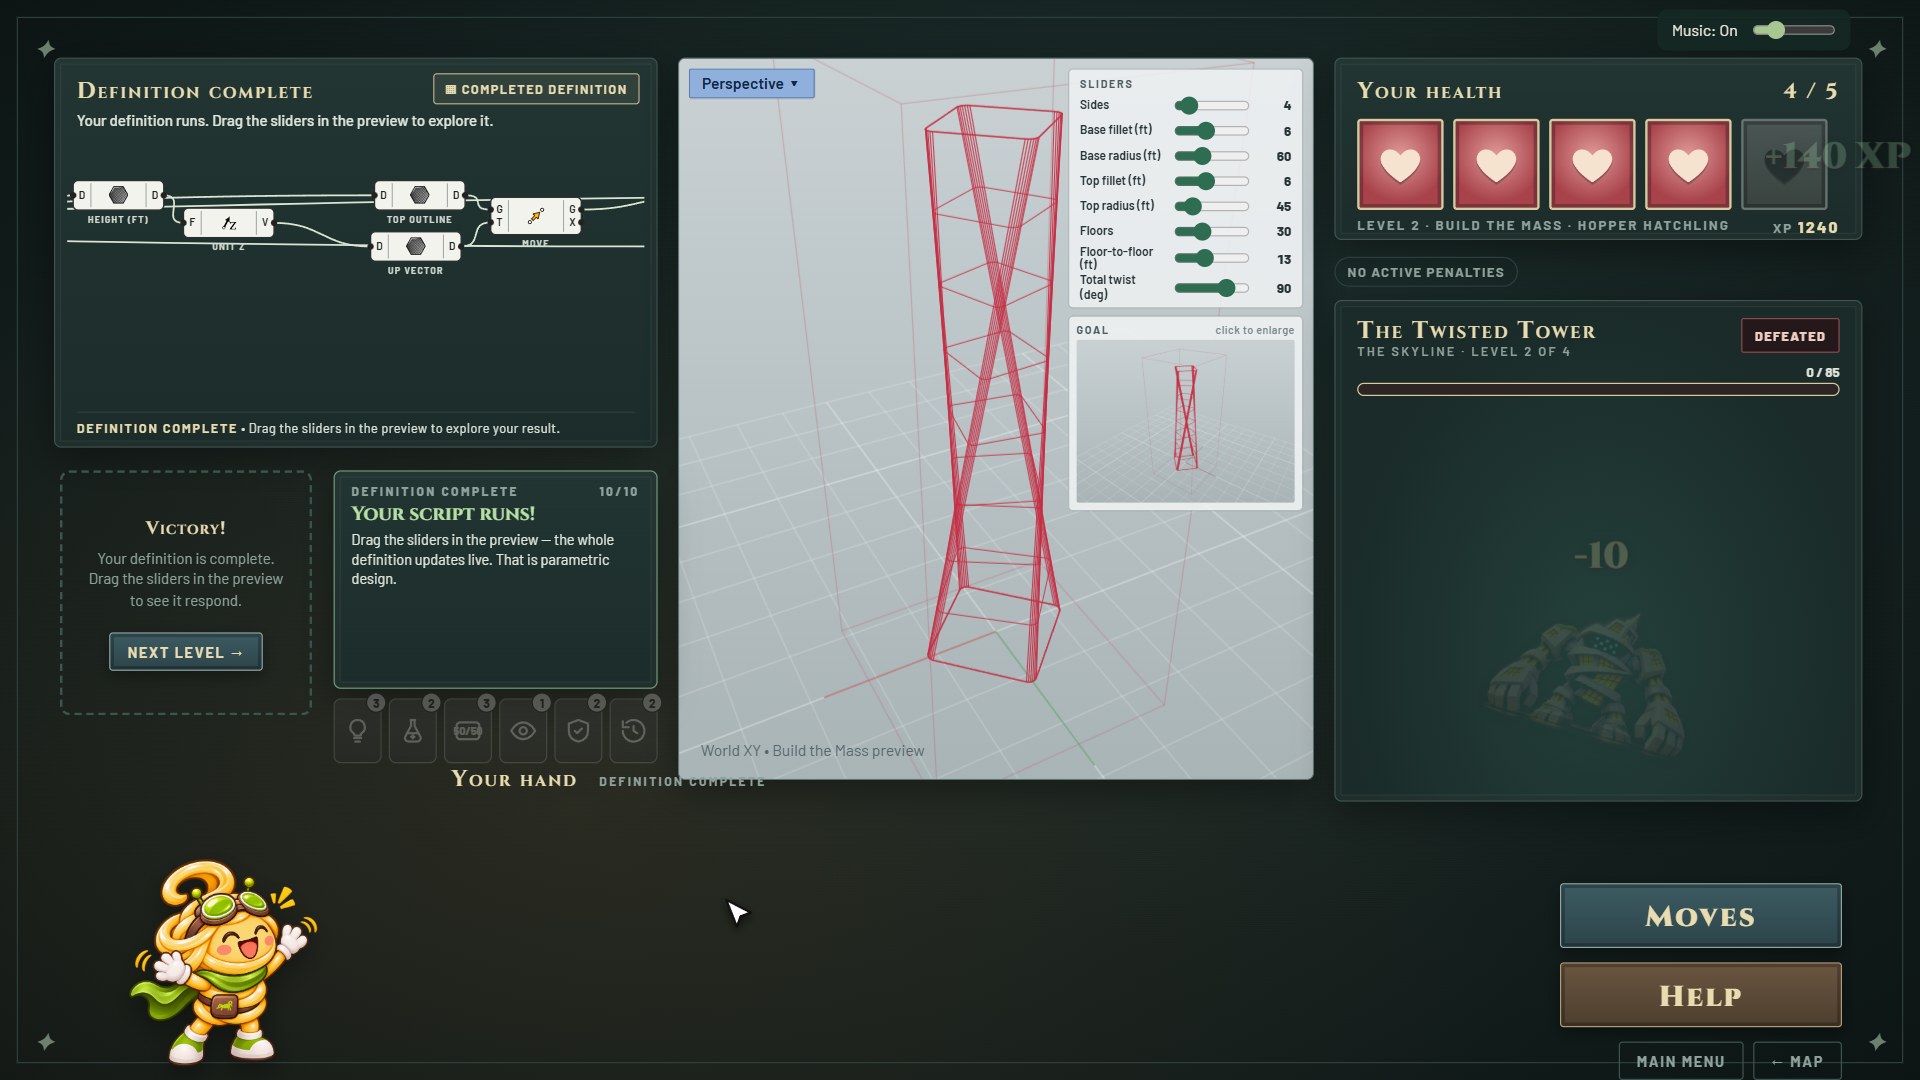 Music: On
Definition complete
COMPLETED DEFINITION
Your definition runs. Drag the sliders in the preview to explore it.
D D
HEIGHT (FT)
F V
UNIT Z
D D
TOP OUTLINE
D D
UP VECTOR
G G
T X
MOVE
DEFINITION COMPLETE • Drag the sliders in the preview to explore your result.
Victory!
Your definition is complete.
Drag the sliders in the preview
to see it respond.
NEXT LEVEL →
DEFINITION COMPLETE 10/10
Your script runs!
Drag the sliders in the preview — the whole
definition updates live. That is parametric
design.
3 2 3 1 2 2
50/50
Your hand DEFINITION COMPLETE
Perspective ▼
SLIDERS
Sides 4
Base fillet (ft) 6
Base radius (ft) 60
Top fillet (ft) 6
Top radius (ft) 45
Floors 30
Floor-to-floor
(ft) 13
Total twist
(deg) 90
GOAL click to enlarge
World XY • Build the Mass preview
Your health 4 / 5
+140 XP
LEVEL 2 · BUILD THE MASS · HOPPER HATCHLING XP 1240
NO ACTIVE PENALTIES
The Twisted Tower DEFEATED
THE SKYLINE · LEVEL 2 OF 4
0 / 85
-10
Moves
Help
MAIN MENU ← MAP